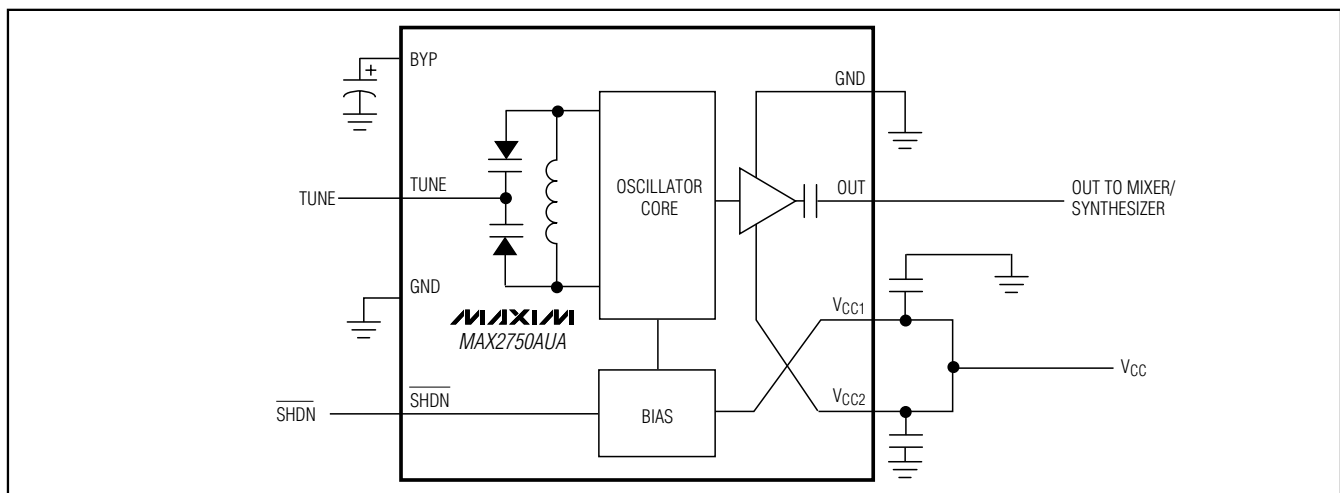 BYP
+
GND
TUNE
TUNE
OSCILLATOR
CORE
OUT
OUT TO MIXER/
SYNTHESIZER
GND
MAXIM
MAX2750AUA
VCC1
VCC
SHDN
SHDN
BIAS
VCC2